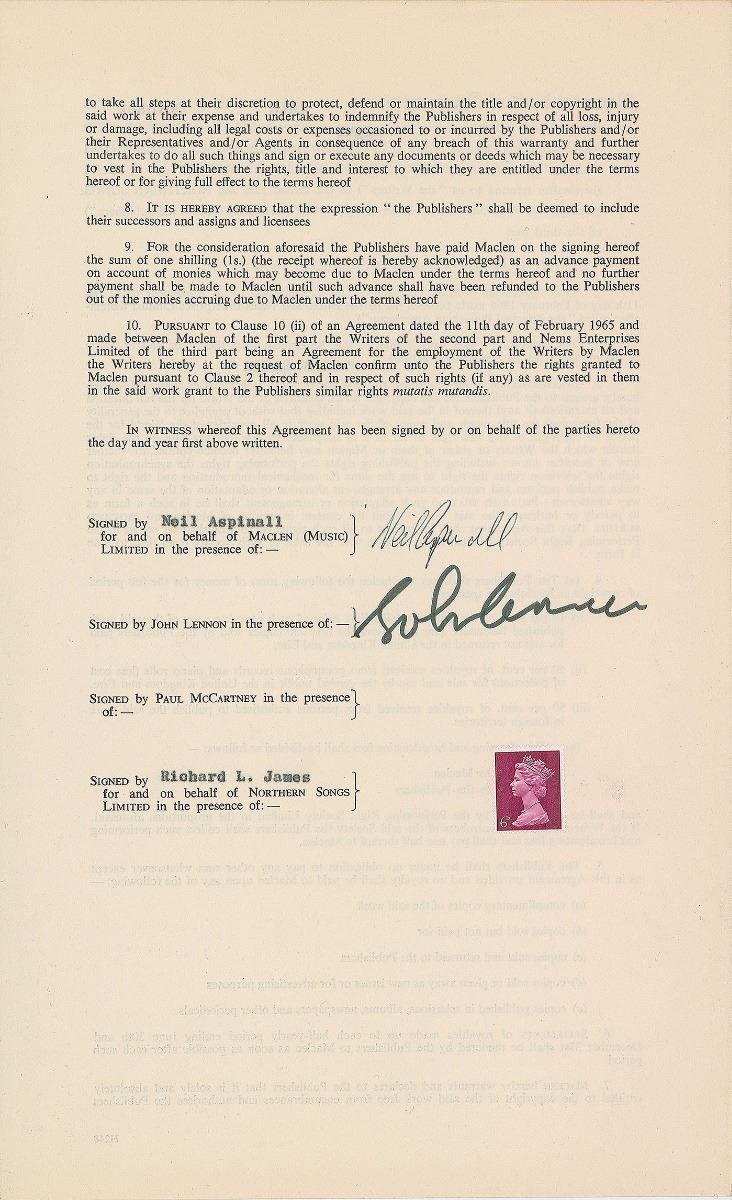 to take all steps at their discretion to protect, defend or maintain the title and/or copyright in the
said work at their expense and undertakes to indemnify the Publishers in respect of all loss, injury
or damage, including all legal costs or expenses occasioned to or incurred by the Publishers and/or
their Representatives and/or Agents in consequence of any breach of this warranty and further
undertakes to do all such things and sign or execute any documents or deeds which may be necessary
to vest in the Publishers the rights, title and interest to which they are entitled under the terms
hereof or for giving full effect to the terms hereof
8. IT IS HEREBY AGREED that the expression "the Publishers" shall be deemed to include
their successors and assigns and licensees
9. FOR the consideration aforesaid the Publishers have paid Maclen on the signing hereof
the sum of one shilling (1s.) (the receipt whereof is hereby acknowledged) as an advance payment
on account of monies which may become due to Maclen under the terms hereof and no further
payment shall be made to Maclen until such advance shall have been refunded to the Publishers
out of the monies accruing due to Maclen under the terms hereof
10. PURSUANT to Clause 10 (ii) of an Agreement dated the 11th day of February 1965 and
made between Maclen of the first part the Writers of the second part and Nems Enterprises
Limited of the third part being an Agreement for the employment of the Writers by Maclen
the Writers hereby at the request of Maclen confirm unto the Publishers the rights granted to
Maclen pursuant to Clause 2 thereof and in respect of such rights (if any) as are vested in them
in the said work grant to the Publishers similar rights mutatis mutandis.
IN WITNESS whereof this Agreement has been signed by or on behalf of the parties hereto
the day and year first above written.
SIGNED by Neil Aspinall
for and on behalf of MACLEN (MUSIC)
LIMITED in the presence of:—
Neil Aspinall
SIGNED by JOHN LENNON in the presence of:—
John Lennon
SIGNED by PAUL MCCARTNEY in the presence
of:—
SIGNED by Richard L. James
for and on behalf of NORTHERN SONGS
LIMITED in the presence of:—